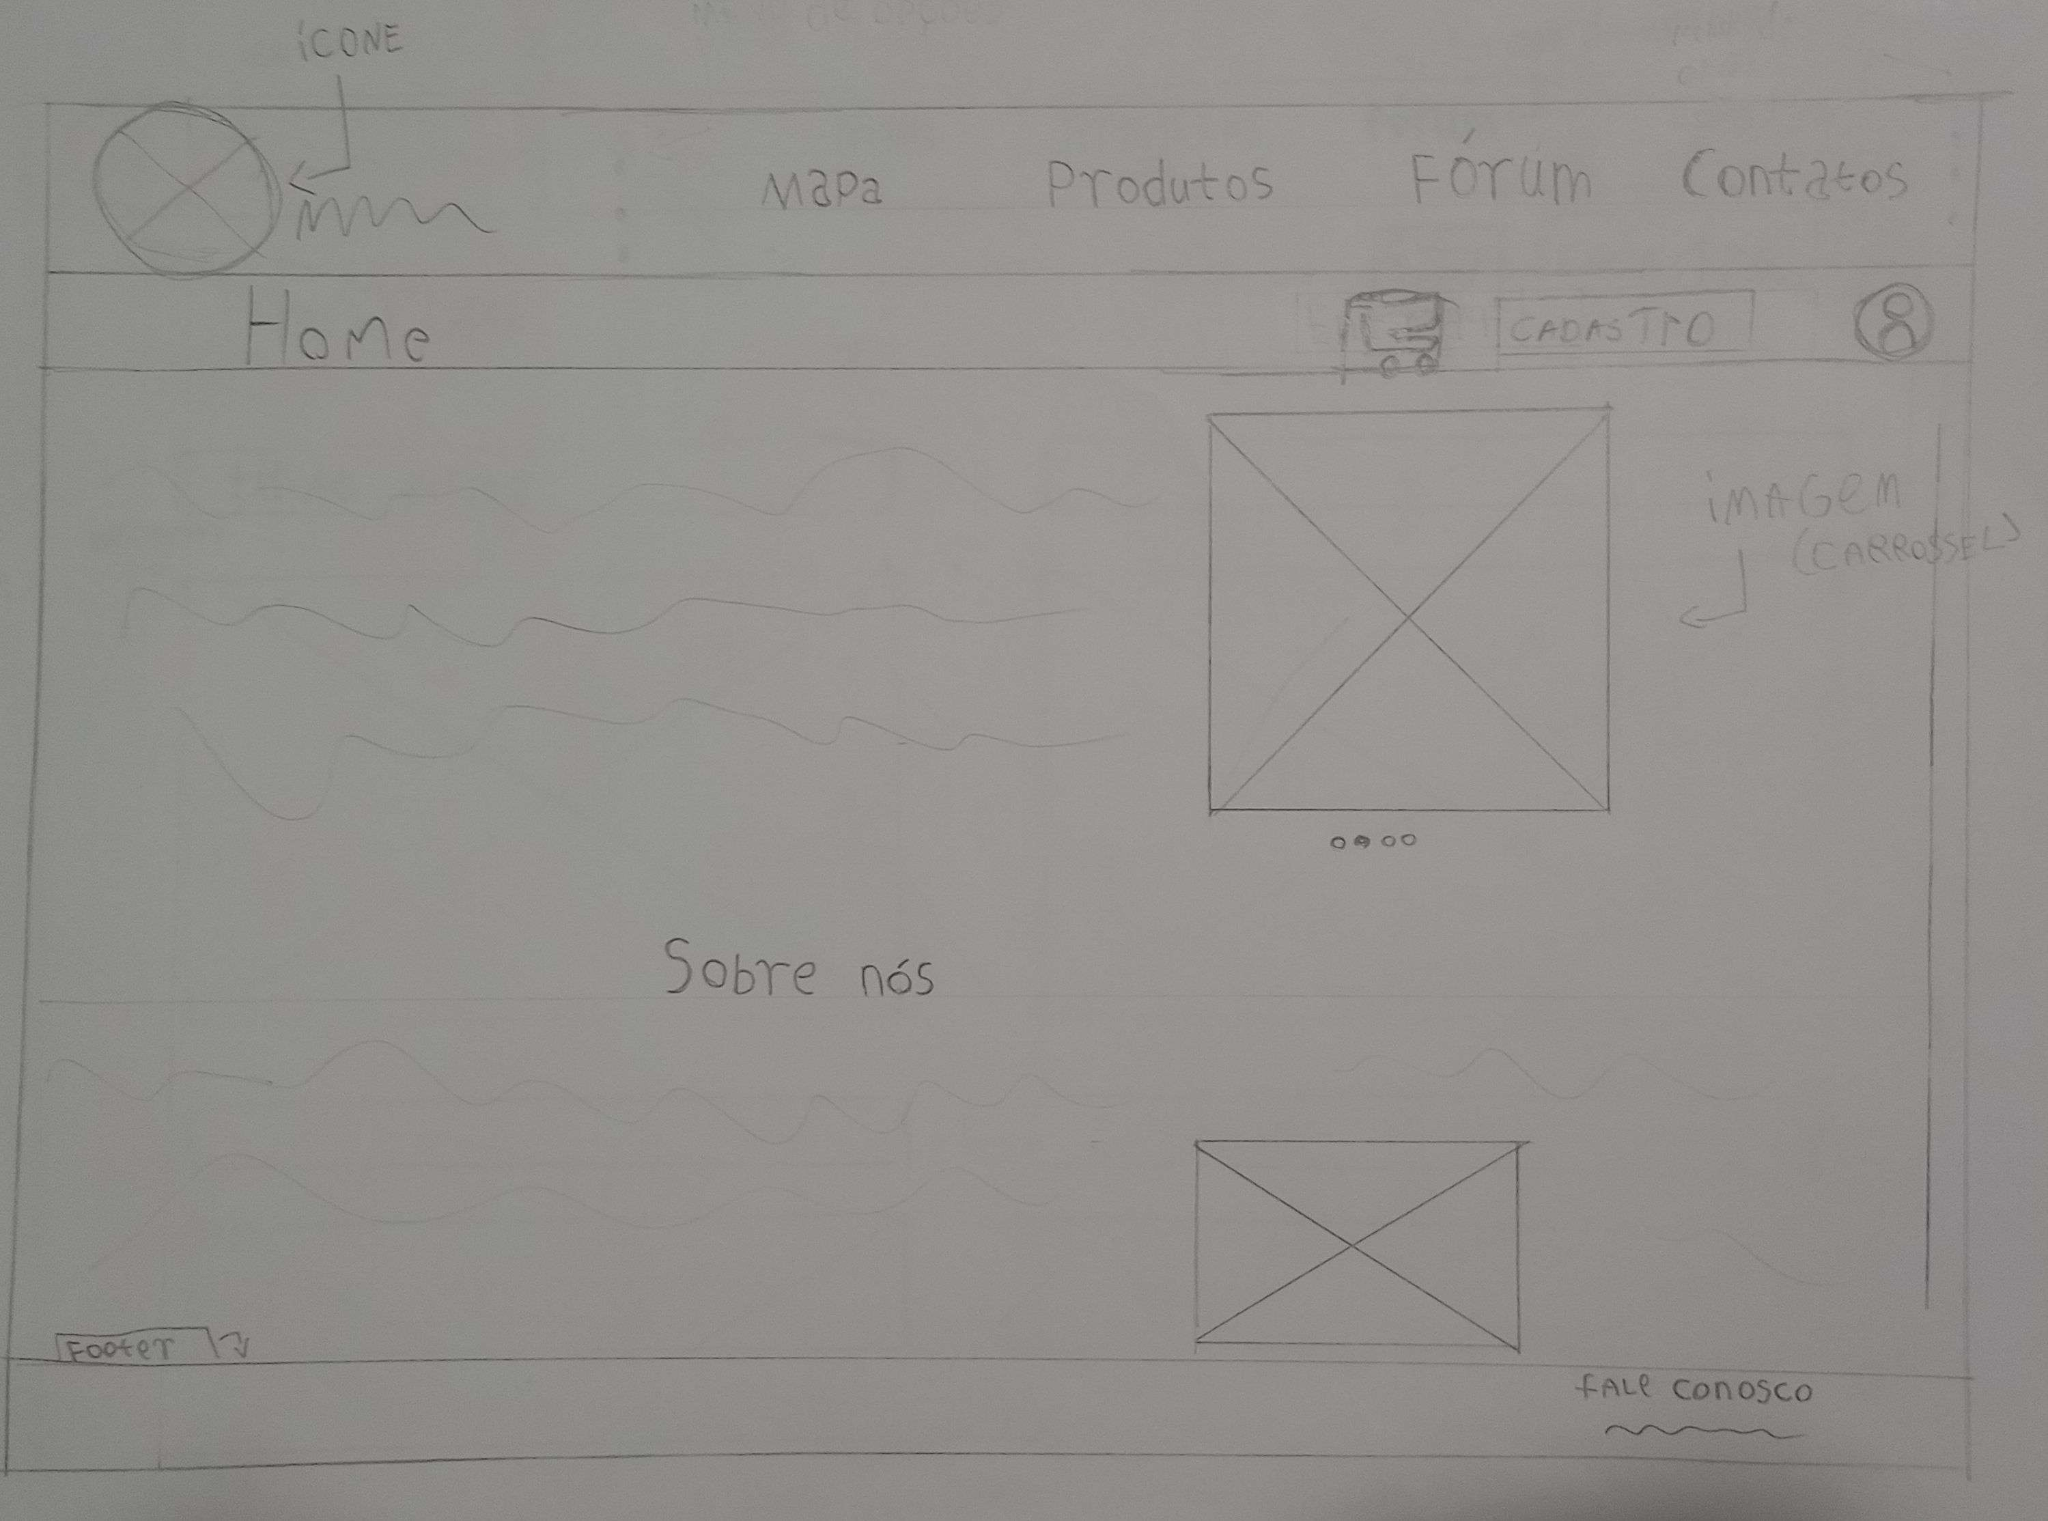 íCONE
Mapa Produtos Fórum Contatos
Home CADASTrO
iMAGem
(CARROSSEL)
Sobre nós
Footer
fale conosco